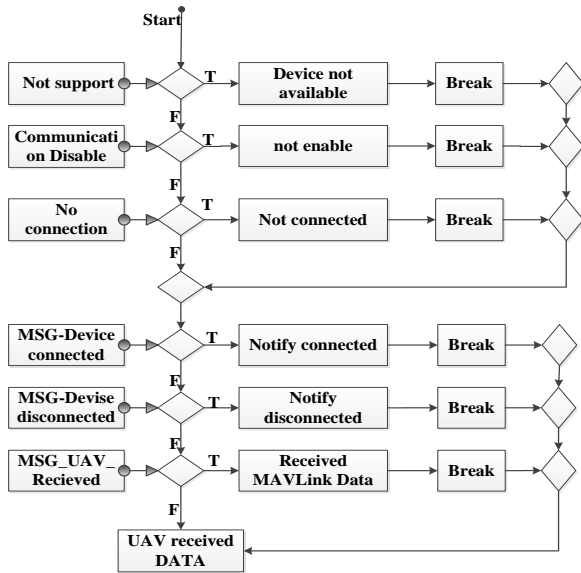 Start
Not support
T
Device not
available
Break
F
Communicati
on Disable
T
not enable
Break
F
No
connection
T
Not connected
Break
F
MSG-Device
connected
T
Notify connected
Break
F
MSG-Devise
disconnected
T
Notify
disconnected
Break
F
MSG_UAV_
Recieved
T
Received
MAVLink Data
Break
F
UAV received
DATA